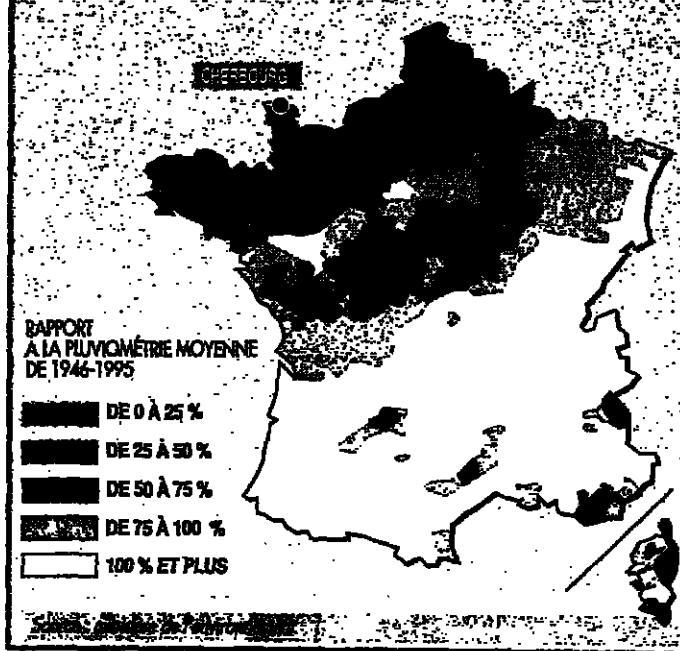 CHERBOURG
RAPPORT
A LA PLUVIOMÉTRIE MOYENNE
DE 1946-1995
DE 0 À 25 %
DE 25 À 50 %
DE 50 À 75 %
DE 75 À 100 %
100 % ET PLUS